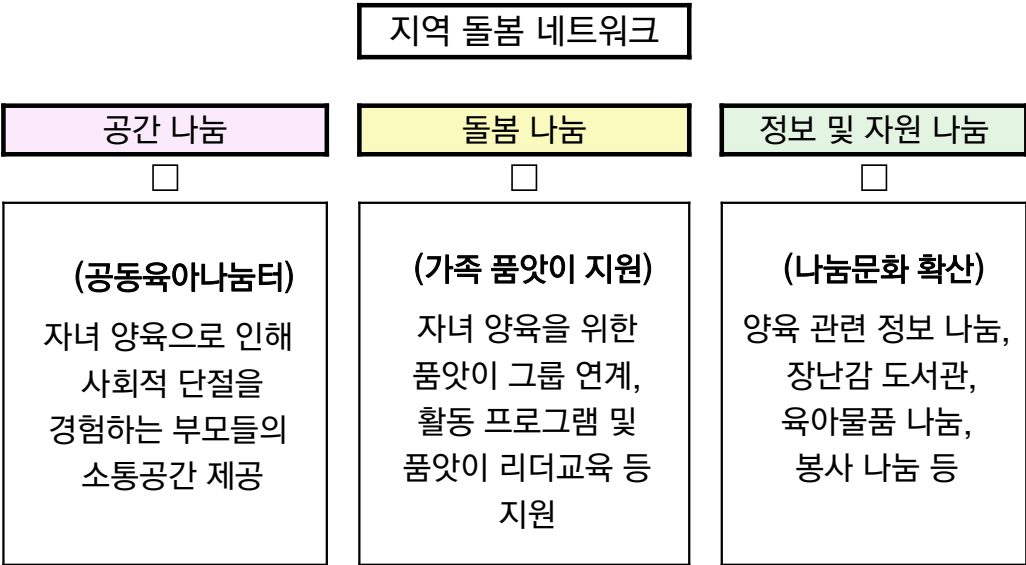 지역 돌봄 네트워크
공간 나눔
□
(공동육아나눔터)
자녀 양육으로 인해
사회적 단절을
경험하는 부모들의
소통공간 제공
돌봄 나눔
□
(가족 품앗이 지원)
자녀 양육을 위한
품앗이 그룹 연계,
활동 프로그램 및
품앗이 리더교육 등
지원
정보 및 자원 나눔
□
(나눔문화 확산)
양육 관련 정보 나눔,
장난감 도서관,
육아물품 나눔,
봉사 나눔 등